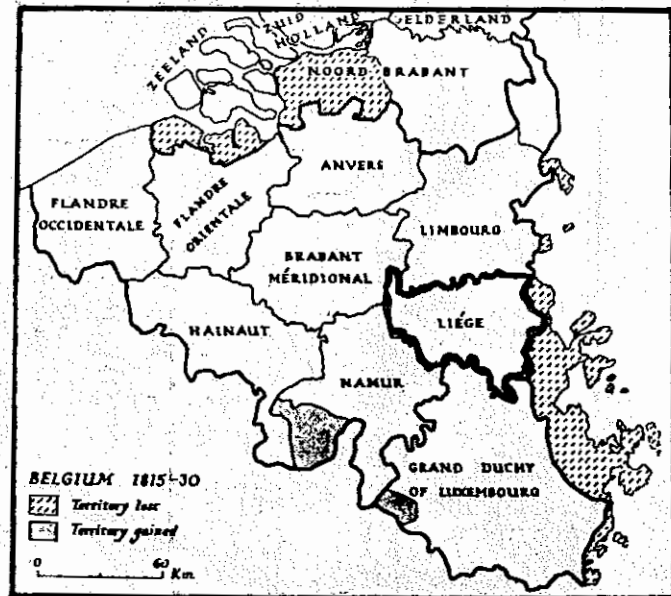 ZEELAND
ZUID
HOLLAND
ELDERLAND
NOORD BRABANT
ANVERS
FLANDRE
OCCIDENTALE
FLANDRE
ORIENTALE
LIMBOURG
BRABANT
MÉRIDIONAL
HAINAUT
LIÉGE
NAMUR
GRAND DUCHY
OF LUXEMBOURG
BELGIUM 1815-30
Territory lost
Territory gained
0 60
Km.